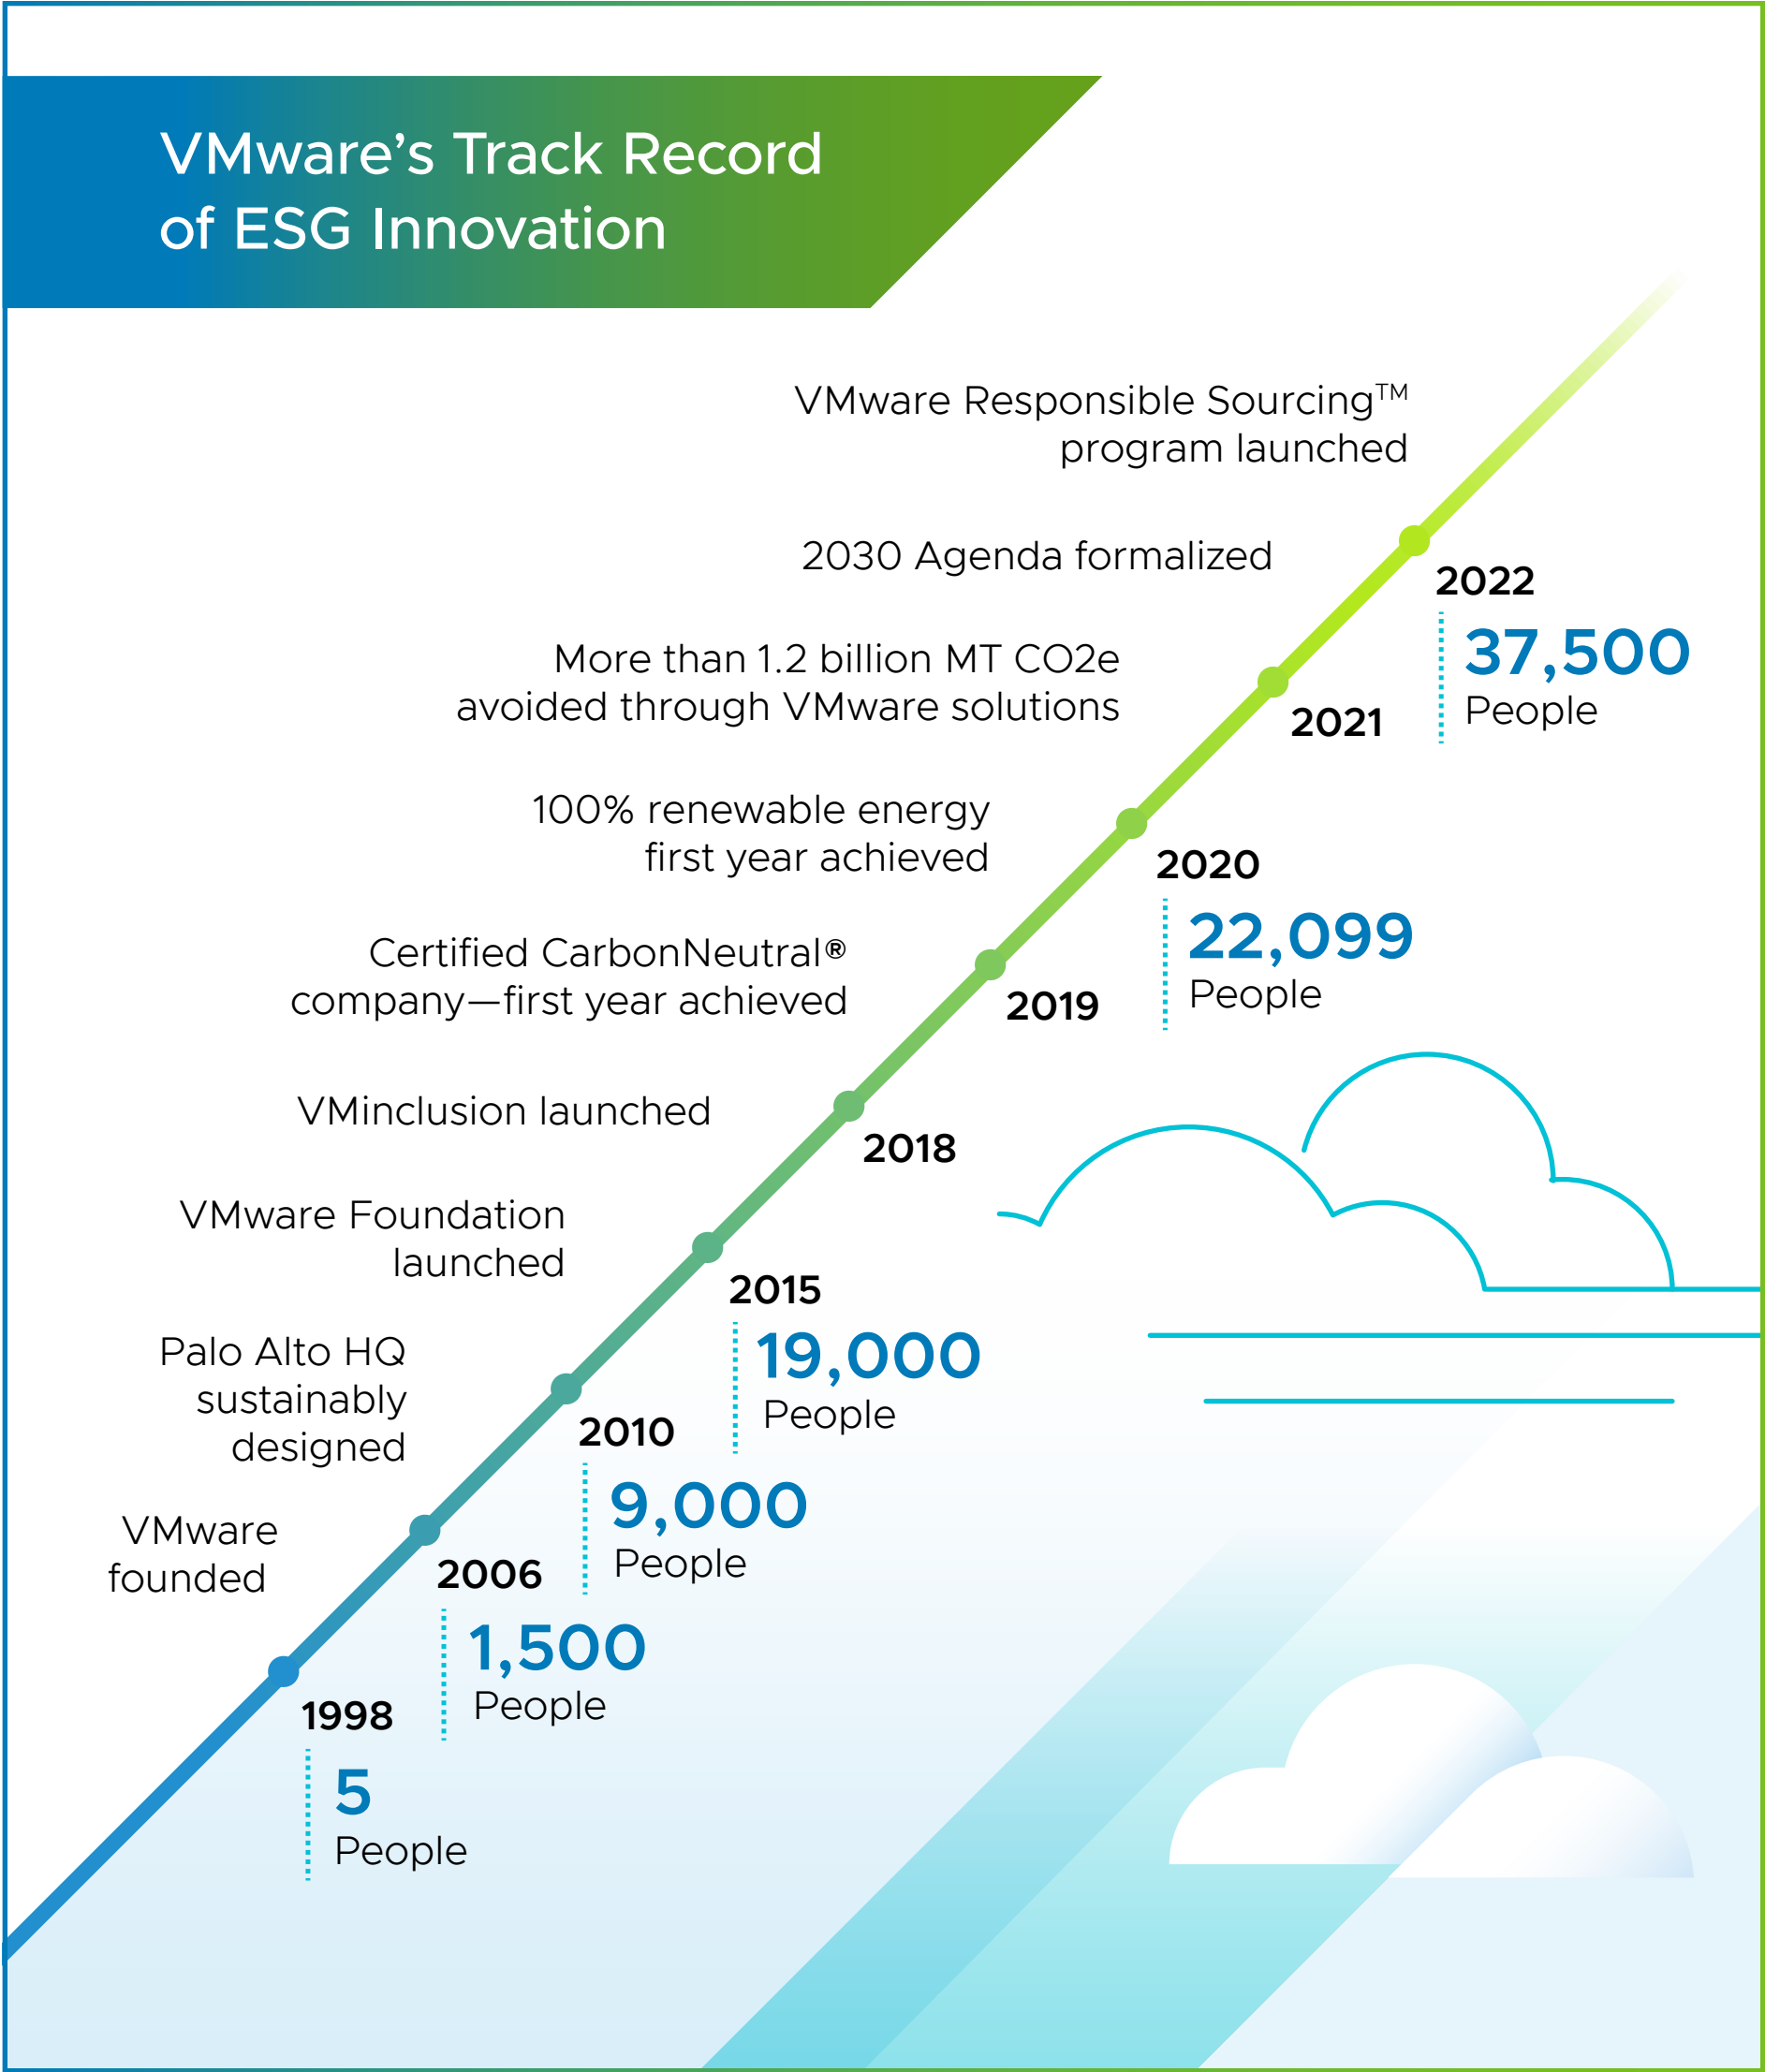 VMware’s Track Record
of ESG Innovation
VMware Responsible Sourcing™
program launched
2022
37,500
People
2030 Agenda formalized
2021
More than 1.2 billion MT CO2e
avoided through VMware solutions
2020
22,099
People
100% renewable energy
first year achieved
2019
Certified CarbonNeutral®
company—first year achieved
2018
VMinclusion launched
2015
19,000
People
VMware Foundation
launched
2010
9,000
People
Palo Alto HQ
sustainably
designed
2006
1,500
People
VMware
founded
1998
5
People